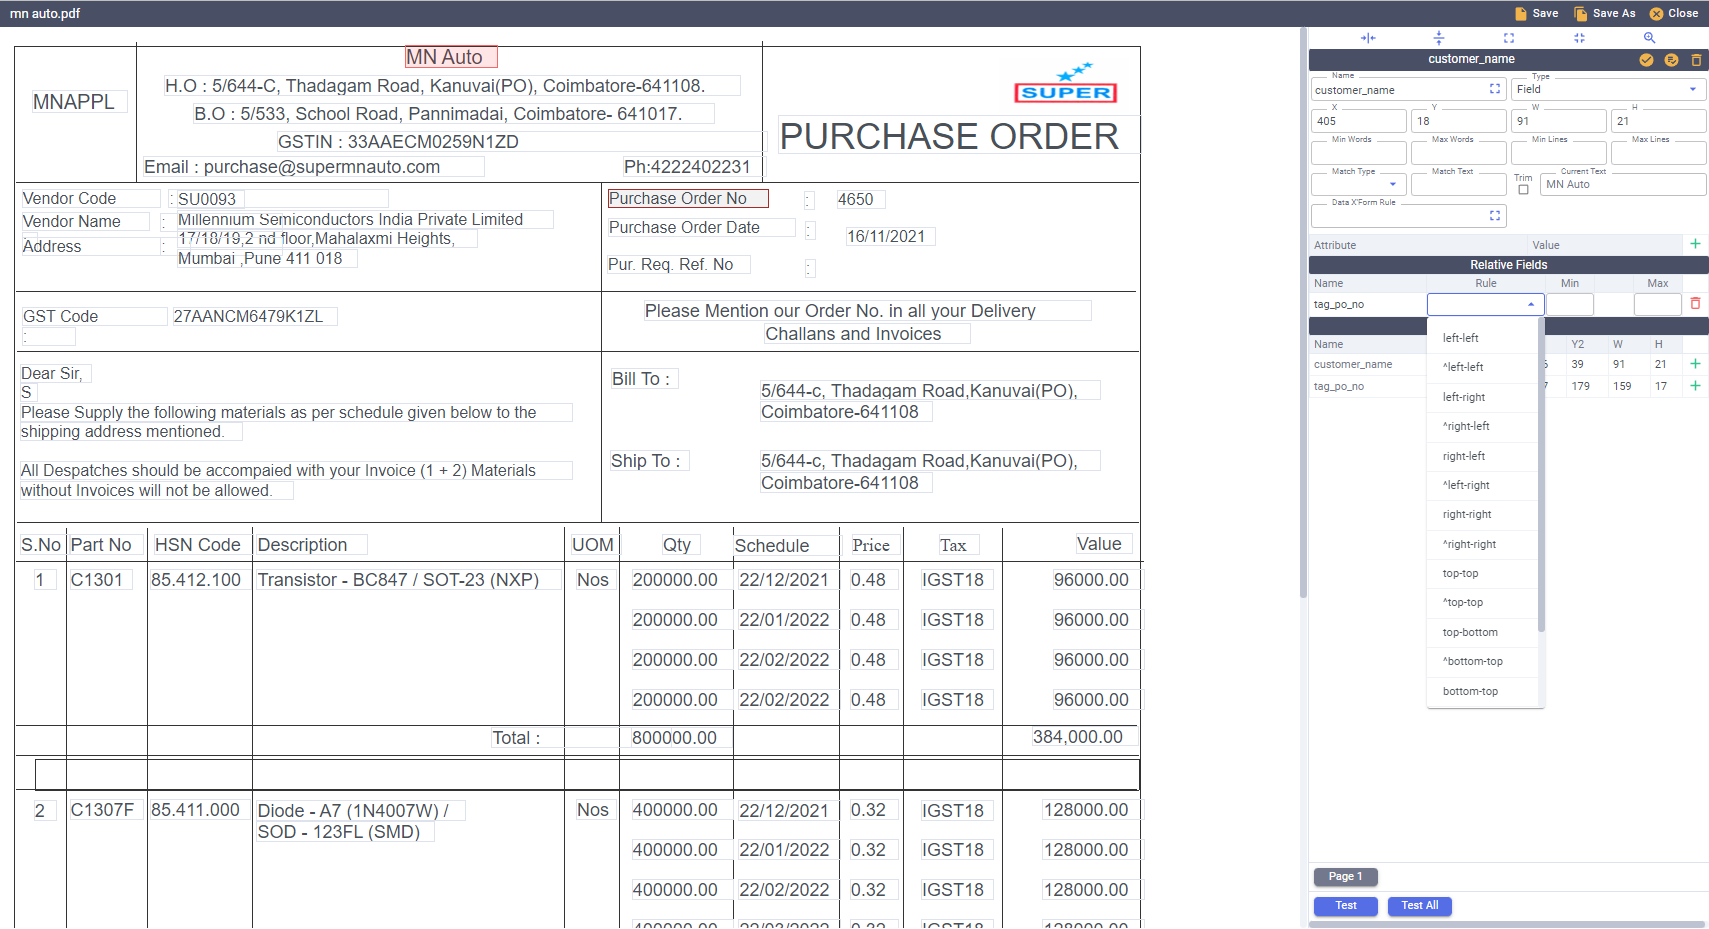 mn auto.pdf
Save
Save As
Close
MN Auto
MNAPPL
H.O : 5/644-C, Thadagam Road, Kanuvai(PO), Coimbatore-641108.
B.O : 5/533, School Road, Pannimadai, Coimbatore- 641017.
GSTIN : 33AAECM0259N1ZD
Email : purchase@supermnauto.com
Ph:4222402231
SUPER
PURCHASE ORDER
Vendor Code : SU0093
Vendor Name : Millennium Semiconductors India Private Limited
Address : 17/18/19,2 nd floor,Mahalaxmi Heights,
Mumbai ,Pune 411 018
Purchase Order No : 4650
Purchase Order Date : 16/11/2021
Pur. Req. Ref. No :
GST Code 27AANCM6479K1ZL
:
Please Mention our Order No. in all your Delivery
Challans and Invoices
Dear Sir,
S
Please Supply the following materials as per schedule given below to the
shipping address mentioned.
All Despatches should be accompaied with your Invoice (1 + 2) Materials
without Invoices will not be allowed.
Bill To :
5/644-c, Thadagam Road,Kanuvai(PO),
Coimbatore-641108
Ship To :
5/644-c, Thadagam Road,Kanuvai(PO),
Coimbatore-641108
S.No Part No HSN Code Description UOM Qty Schedule Price Tax Value
1 C1301 85.412.100 Transistor - BC847 / SOT-23 (NXP) Nos 200000.00 22/12/2021 0.48 IGST18 96000.00
200000.00 22/01/2022 0.48 IGST18 96000.00
200000.00 22/02/2022 0.48 IGST18 96000.00
200000.00 22/02/2022 0.48 IGST18 96000.00
Total : 800000.00 384,000.00
2 C1307F 85.411.000 Diode - A7 (1N4007W) / Nos 400000.00 22/12/2021 0.32 IGST18 128000.00
SOD - 123FL (SMD)
400000.00 22/01/2022 0.32 IGST18 128000.00
400000.00 22/02/2022 0.32 IGST18 128000.00
400000.00 22/03/2022 0.32 IGST18 128000.00
customer_name
Name
customer_name
Type
Field
X
405
Y
18
W
91
H
21
Min Words
Max Words
Min Lines
Max Lines
Match Type
Match Text
Trim
Current Text
MN Auto
Data X'Form Rule
Attribute Value
Relative Fields
Name Rule Min Max
tag_po_no
left-left
^left-left
left-right
^right-left
right-left
^left-right
right-right
^right-right
top-top
^top-top
top-bottom
^bottom-top
bottom-top
Name Y2 W H
customer_name 39 91 21
tag_po_no 179 159 17
Page 1
Test
Test All